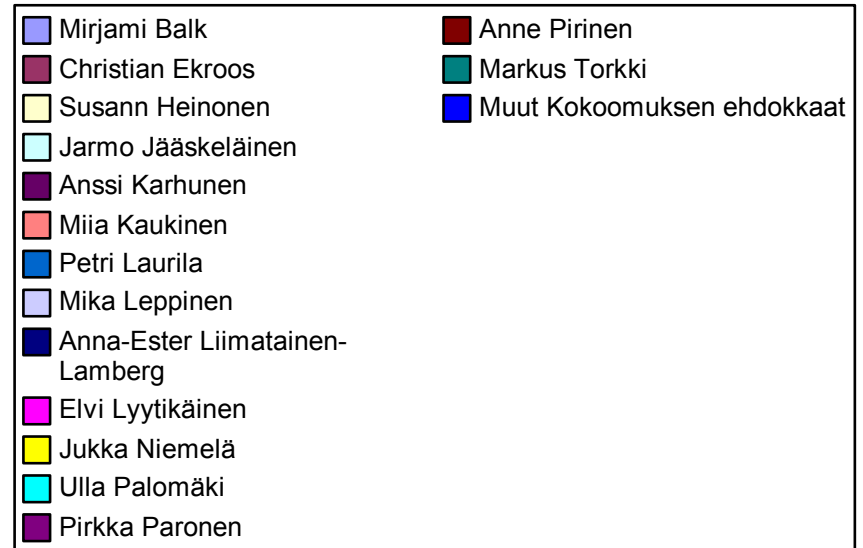 Mirjami Balk
Christian Ekroos
Susann Heinonen
Jarmo Jääskeläinen
Anssi Karhunen
Miia Kaukinen
Petri Laurila
Mika Leppinen
Anna-Ester Liimatainen-
Lamberg
Elvi Lyytikäinen
Jukka Niemelä
Ulla Palomäki
Pirkka Paronen
Anne Pirinen
Markus Torkki
Muut Kokoomuksen ehdokkaat